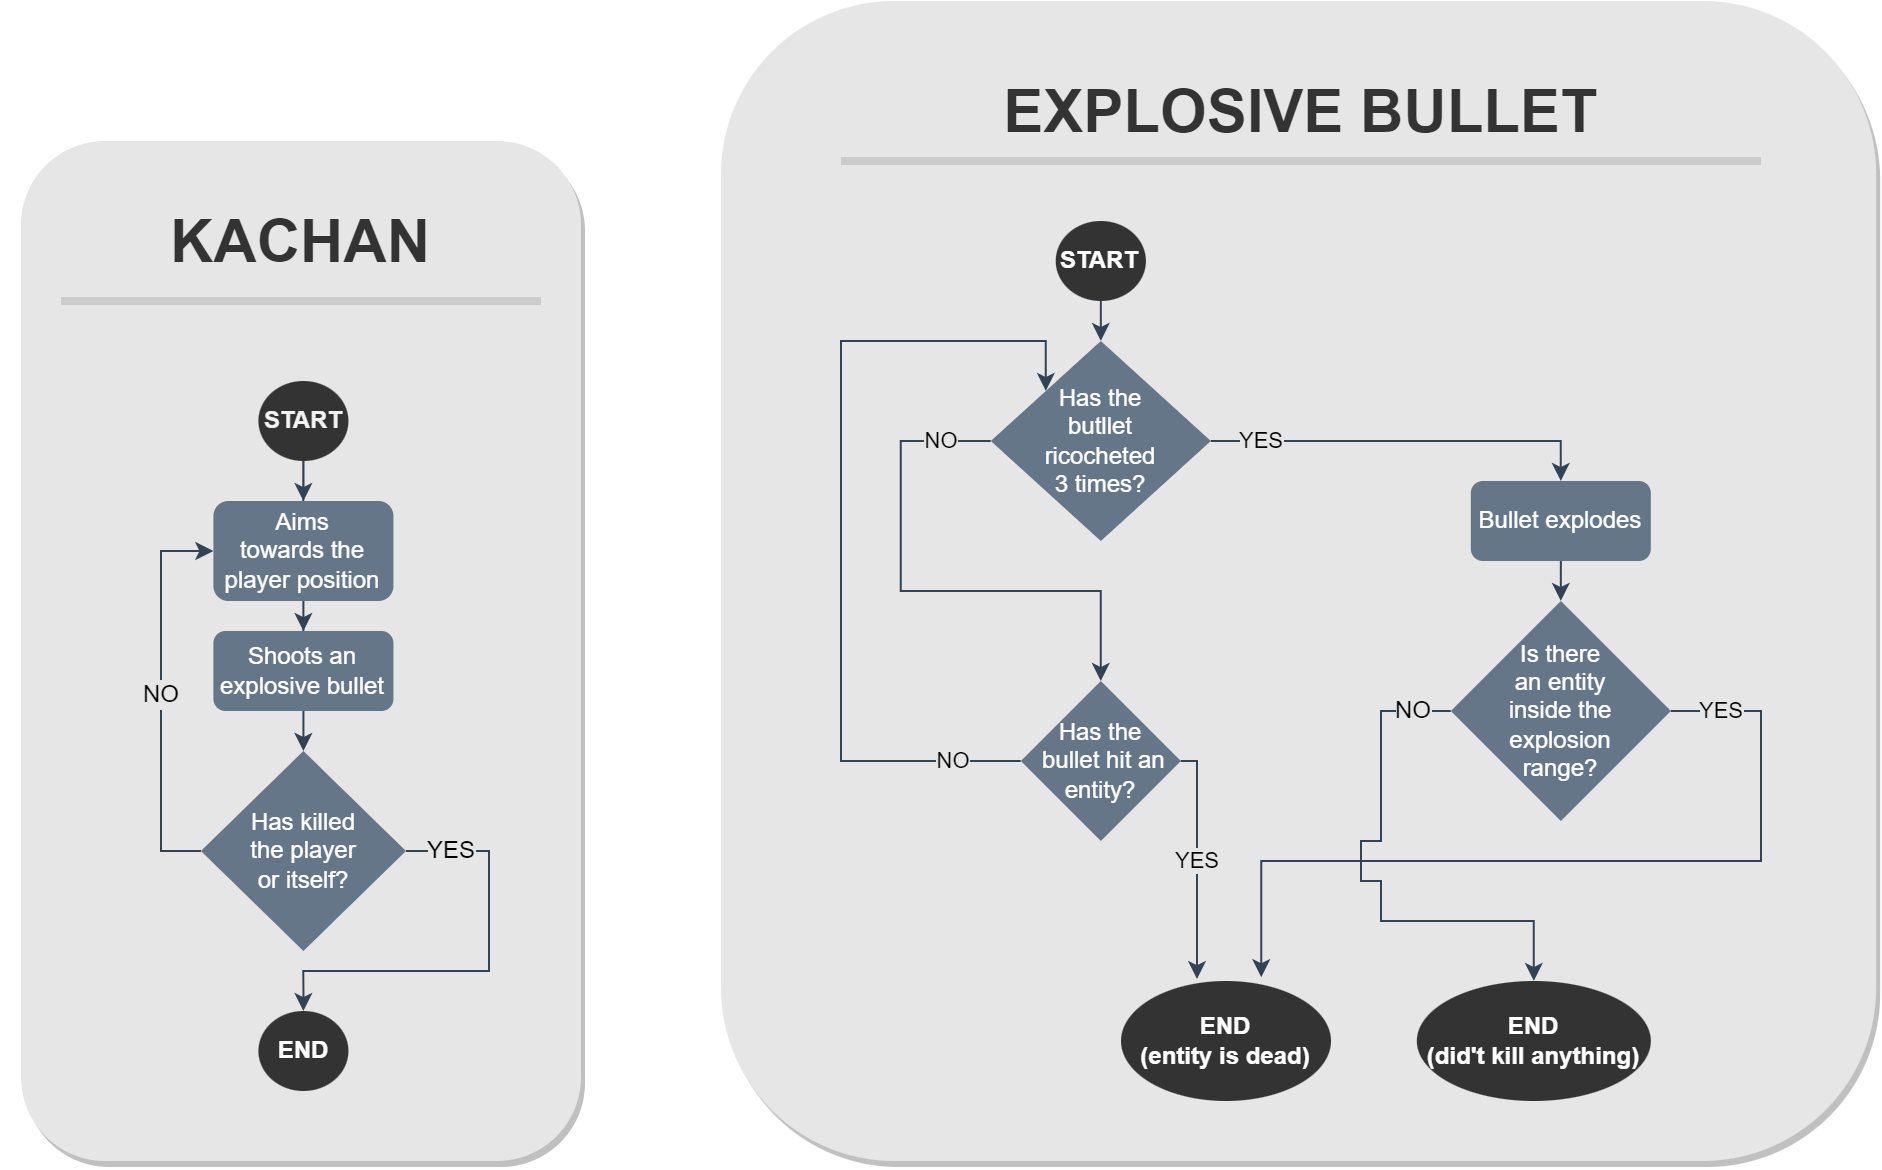 KACHAN
START
Aims
towards the
player position
Shoots an
explosive bullet
NO
Has killed
the player
or itself?
YES
END
EXPLOSIVE BULLET
START
Has the
butllet
ricocheted
3 times?
NO
YES
Bullet explodes
Is there
an entity
inside the
explosion
range?
NO
YES
Has the
bullet hit an
entity?
NO
YES
END
(entity is dead)
END
(did't kill anything)